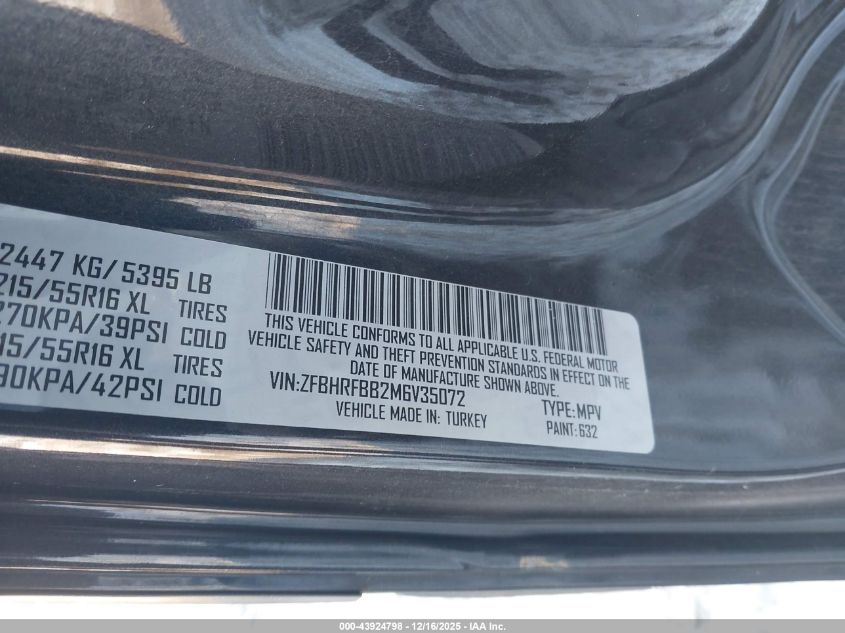 2447 KG/ 5395 LB
215/55R16 XL TIRES
270KPA/39PSI COLD
15/55R16 XL TIRES
90KPA/42PSI COLD
THIS VEHICLE CONFORMS TO ALL APPLICABLE U.S. FEDERAL MOTOR
VEHICLE SAFETY AND THEFT PREVENTION STANDARDS IN EFFECT ON THE
DATE OF MANUFACTURE SHOWN ABOVE.
VIN:ZFBHRFBB2M6V35072 TYPE:MPV
VEHICLE MADE IN: TURKEY PAINT: 632
000-43924798 - 12/16/2025 - IAA Inc.